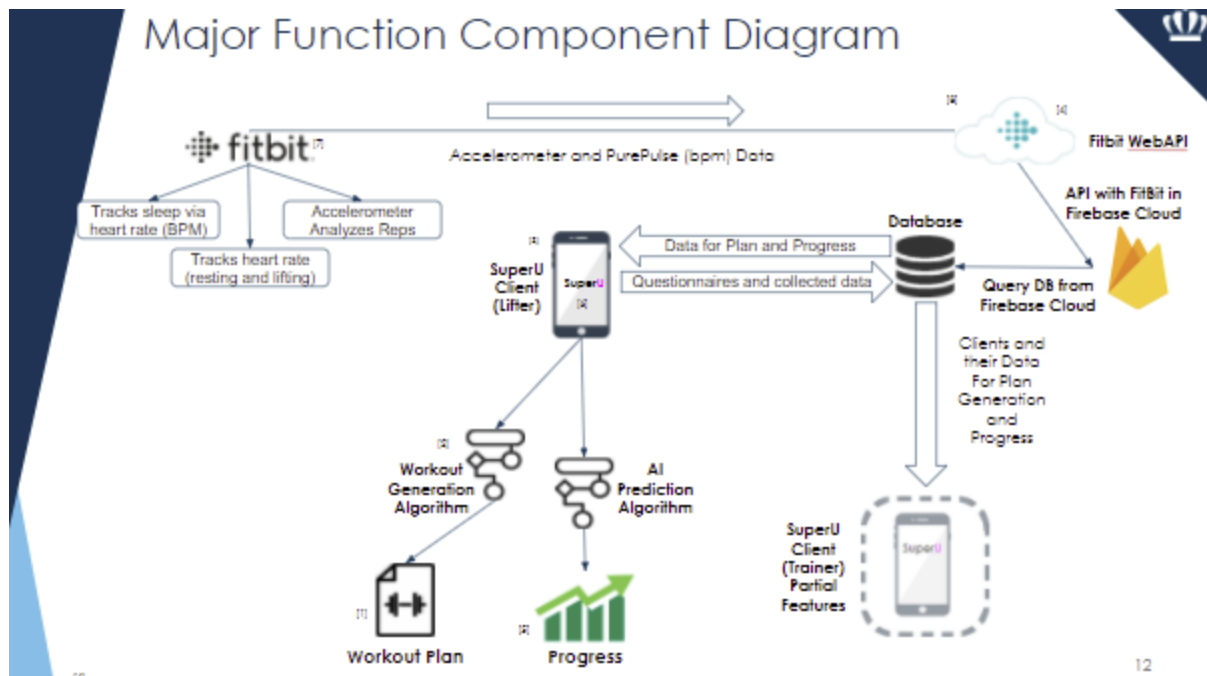 Major Function Component Diagram
fitbit
[7]
Accelerometer and PurePulse (bpm) Data
Fitbit WebAPI
Tracks sleep via
heart rate (BPM)
Accelerometer
Analyzes Reps
Tracks heart rate
(resting and lifting)
API with FitBit in
Firebase Cloud
Database
Data for Plan and Progress
Questionnaires and collected data
SuperU
Client
(Lifter)
SuperU
Query DB from
Firebase Cloud
Clients and
their Data
For Plan
Generation
and
Progress
Workout
Generation
Algorithm
AI
Prediction
Algorithm
SuperU
Client
(Trainer)
Partial
Features
SuperU
[1]
Workout Plan
Progress
12